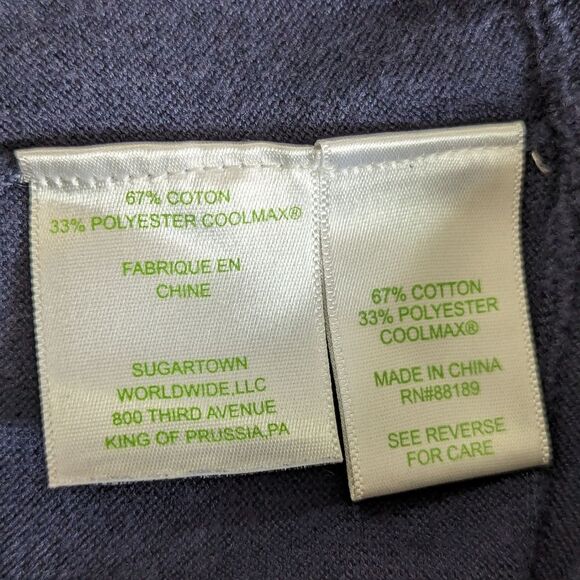 67% COTON
33% POLYESTER COOLMAX®
FABRIQUE EN
CHINE
SUGARTOWN
WORLDWIDE,LLC
800 THIRD AVENUE
KING OF PRUSSIA,PA
67% COTTON
33% POLYESTER
COOLMAX®
MADE IN CHINA
RN#88189
SEE REVERSE
FOR CARE